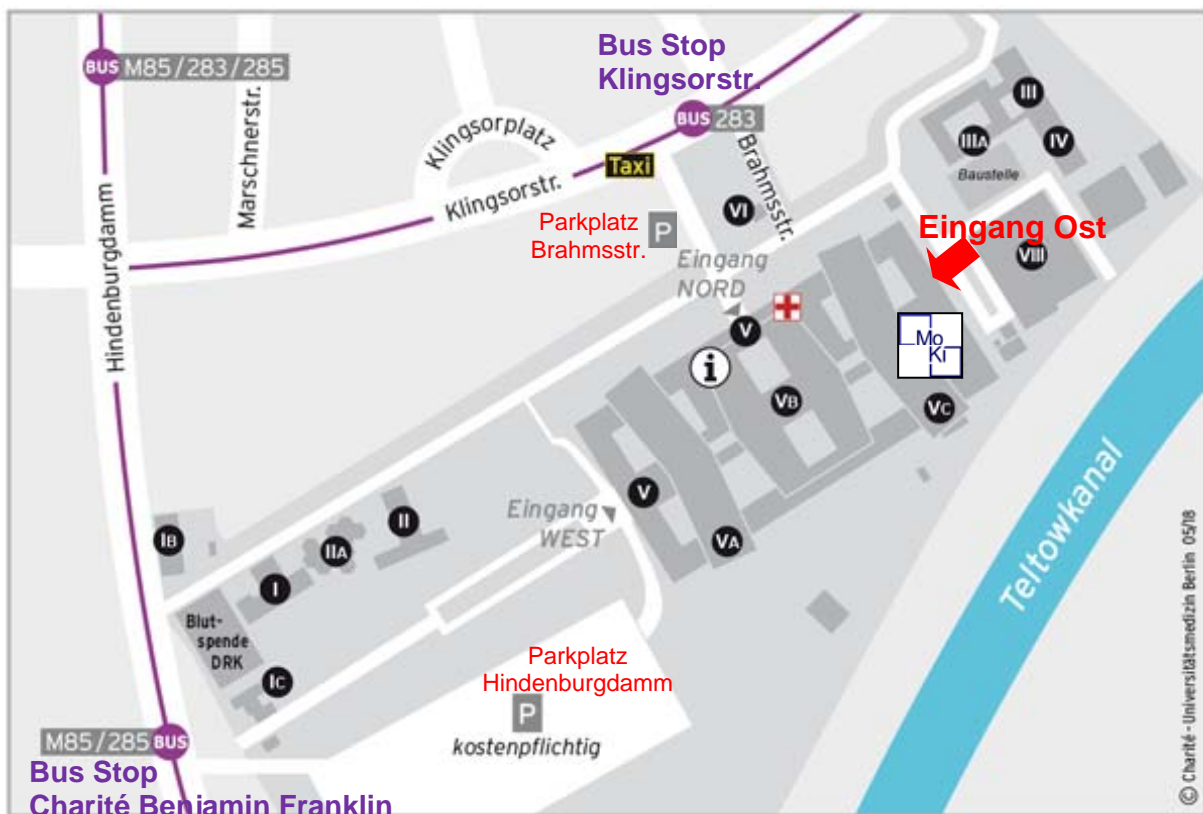 BUS M85/283/285
Bus Stop
Klingsorstr.
BUS 283
Marschnerstr.
Klingsorplatz
Klingsorstr.
Taxi
Brahmsstr.
Hindenburgdamm
III
IIIA
IV
Baustelle
VI
Parkplatz
Brahmsstr.
P
Eingang
NORD
Eingang Ost
VIII
V
i
Mo
Ki
VB
VC
V
Eingang
WEST
VA
IB
II
IIA
I
Blut-
spende
DRK
IC
Parkplatz
Hindenburgdamm
P
kostenpflichtig
M85/285 BUS
Bus Stop
Charité Benjamin Franklin
Teltowkanal
© Charité - Universitätsmedizin Berlin 05/18